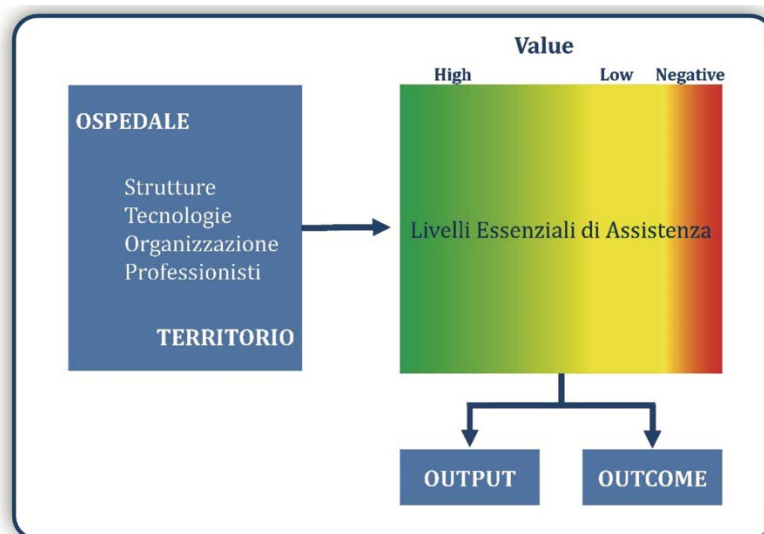 Value
High Low Negative
OSPEDALE
Strutture
Tecnologie
Organizzazione
Professionisti
TERRITORIO
Livelli Essenziali di Assistenza
OUTPUT
OUTCOME